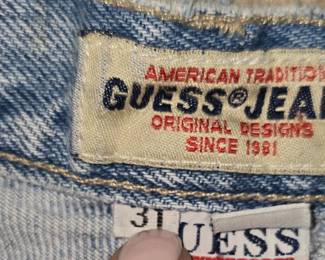 AMERICAN TRADITIO
GUESS® JEA
ORIGINAL DESIGNS
SINCE 1981
31
UESS